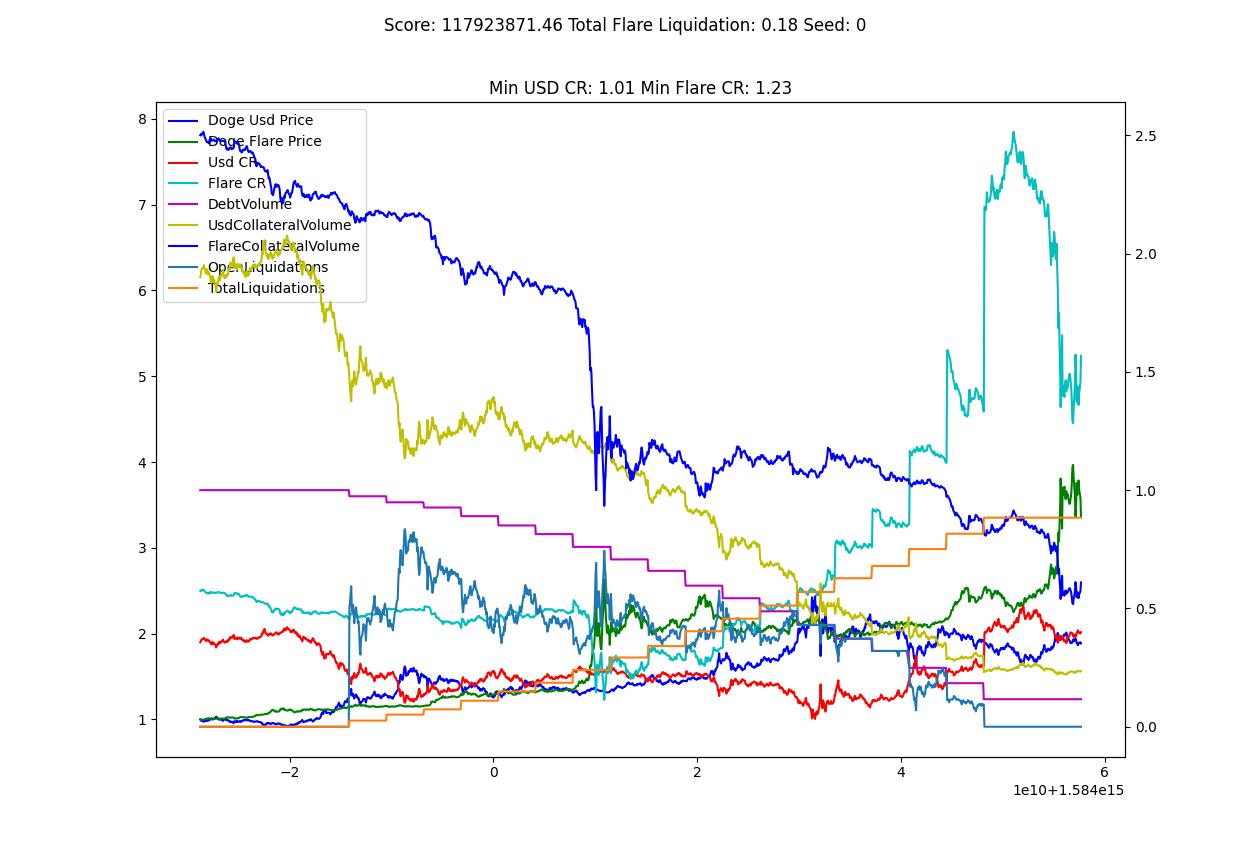 Score: 117923871.46 Total Flare Liquidation: 0.18 Seed: 0
Min USD CR: 1.01 Min Flare CR: 1.23
Doge Usd Price
Doge Flare Price
Usd CR
Flare CR
DebtVolume
UsdCollateralVolume
FlareCollateralVolume
OpenLiquidations
TotalLiquidations
8
7
6
5
4
3
2
1
2.5
2.0
1.5
1.0
0.5
0.0
−2
0
2
4
6
1e10+1.584e15